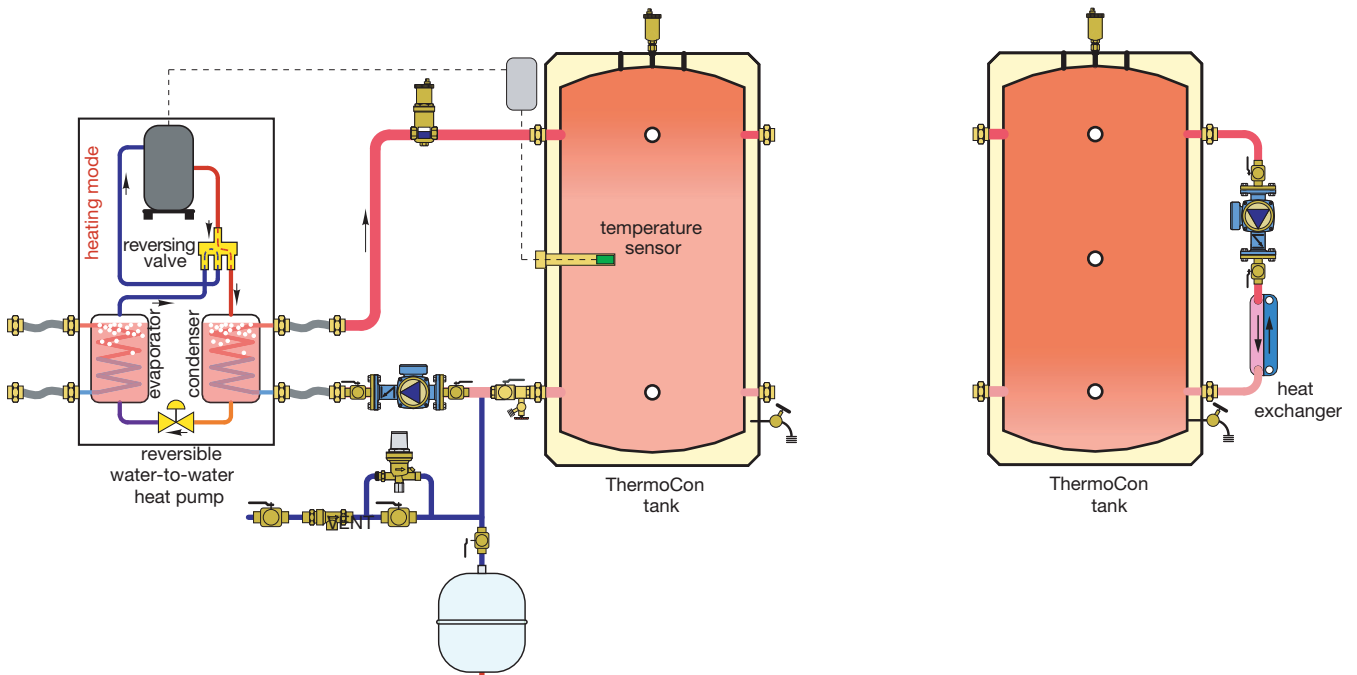 heating mode
reversing
valve
evaporator
condenser
reversible
water-to-water
heat pump
VENT
temperature
sensor
ThermoCon
tank
heat
exchanger
ThermoCon
tank